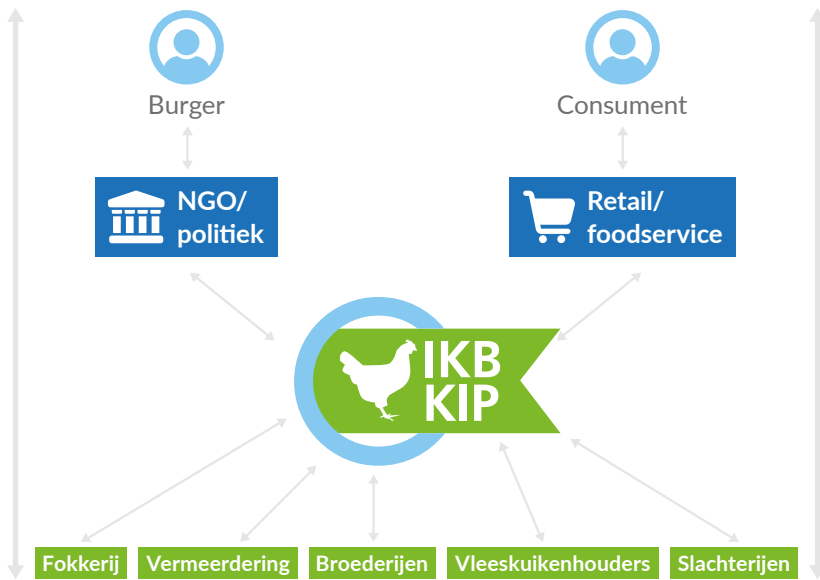 Burger
Consument
NGO/
politiek
Retail/
foodservice
IKB
KIP
Fokkerij
Vermeerdering
Broederijen
Vleeskuikenhouders
Slachterijen